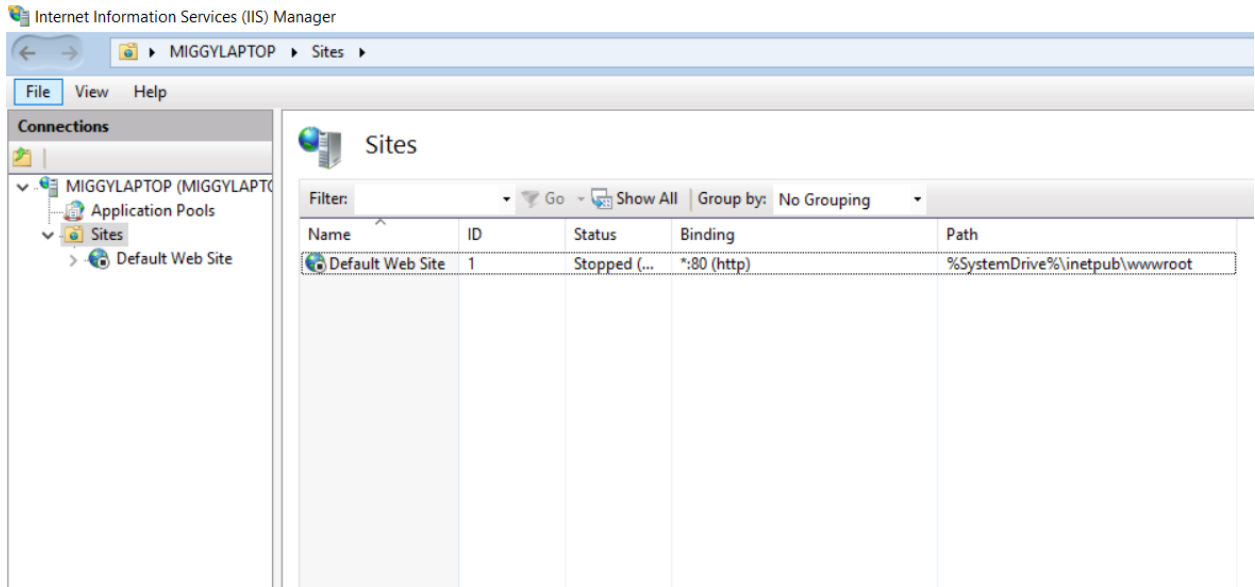 Internet Information Services (IIS) Manager
MIGGYLAPTOP Sites
File View Help
Connections
MIGGYLAPTOP (MIGGYLAPT
Application Pools
Sites
Default Web Site
Sites
Filter: Go Show All Group by: No Grouping
Name ID Status Binding Path
Default Web Site 1 Stopped (... *:80 (http) %SystemDrive%\inetpub\wwwroot